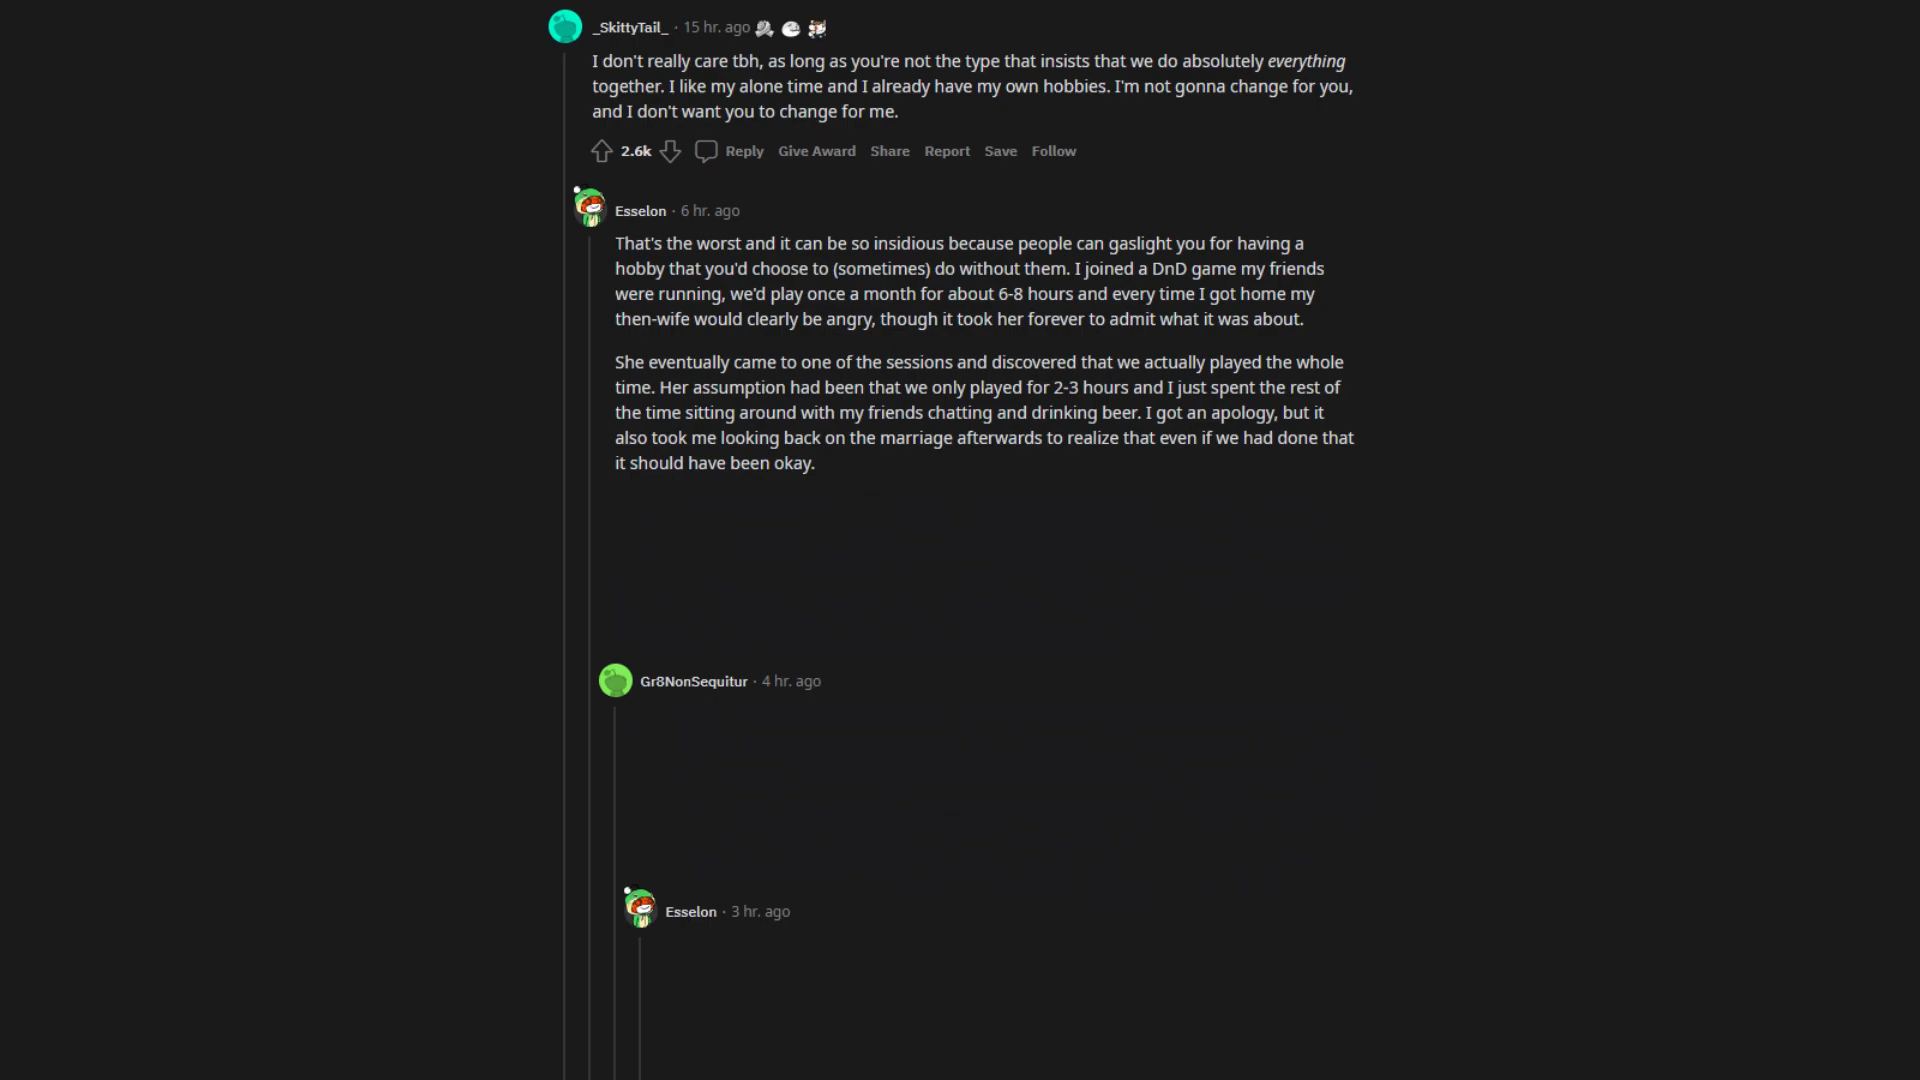 _SkittyTail_ · 15 hr. ago
I don't really care tbh, as long as you're not the type that insists that we do absolutely everything
together. I like my alone time and I already have my own hobbies. I'm not gonna change for you,
and I don't want you to change for me.
2.6k Reply Give Award Share Report Save Follow
Esselon · 6 hr. ago
That's the worst and it can be so insidious because people can gaslight you for having a
hobby that you'd choose to (sometimes) do without them. I joined a DnD game my friends
were running, we'd play once a month for about 6-8 hours and every time I got home my
then-wife would clearly be angry, though it took her forever to admit what it was about.
She eventually came to one of the sessions and discovered that we actually played the whole
time. Her assumption had been that we only played for 2-3 hours and I just spent the rest of
the time sitting around with my friends chatting and drinking beer. I got an apology, but it
also took me looking back on the marriage afterwards to realize that even if we had done that
it should have been okay.
Gr8NonSequitur · 4 hr. ago
Esselon · 3 hr. ago